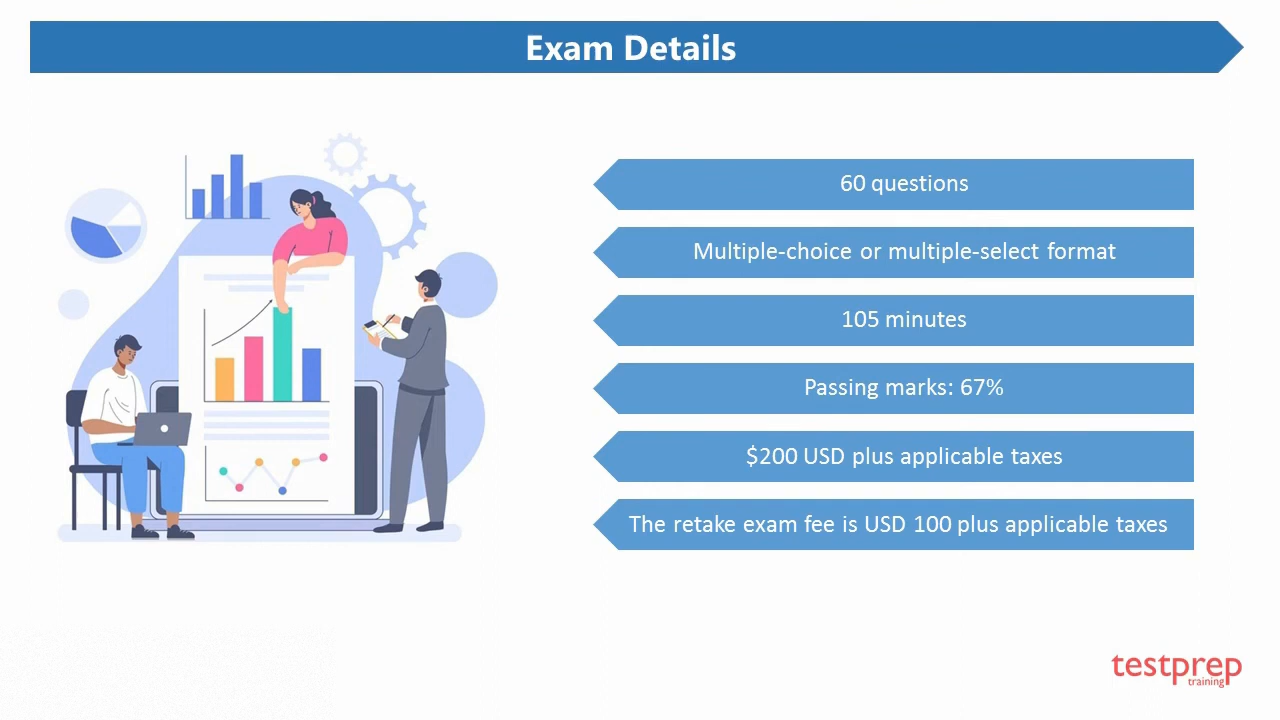 Exam Details
60 questions
Multiple-choice or multiple-select format
105 minutes
Passing marks: 67%
$200 USD plus applicable taxes
The retake exam fee is USD 100 plus applicable taxes
testprep
training